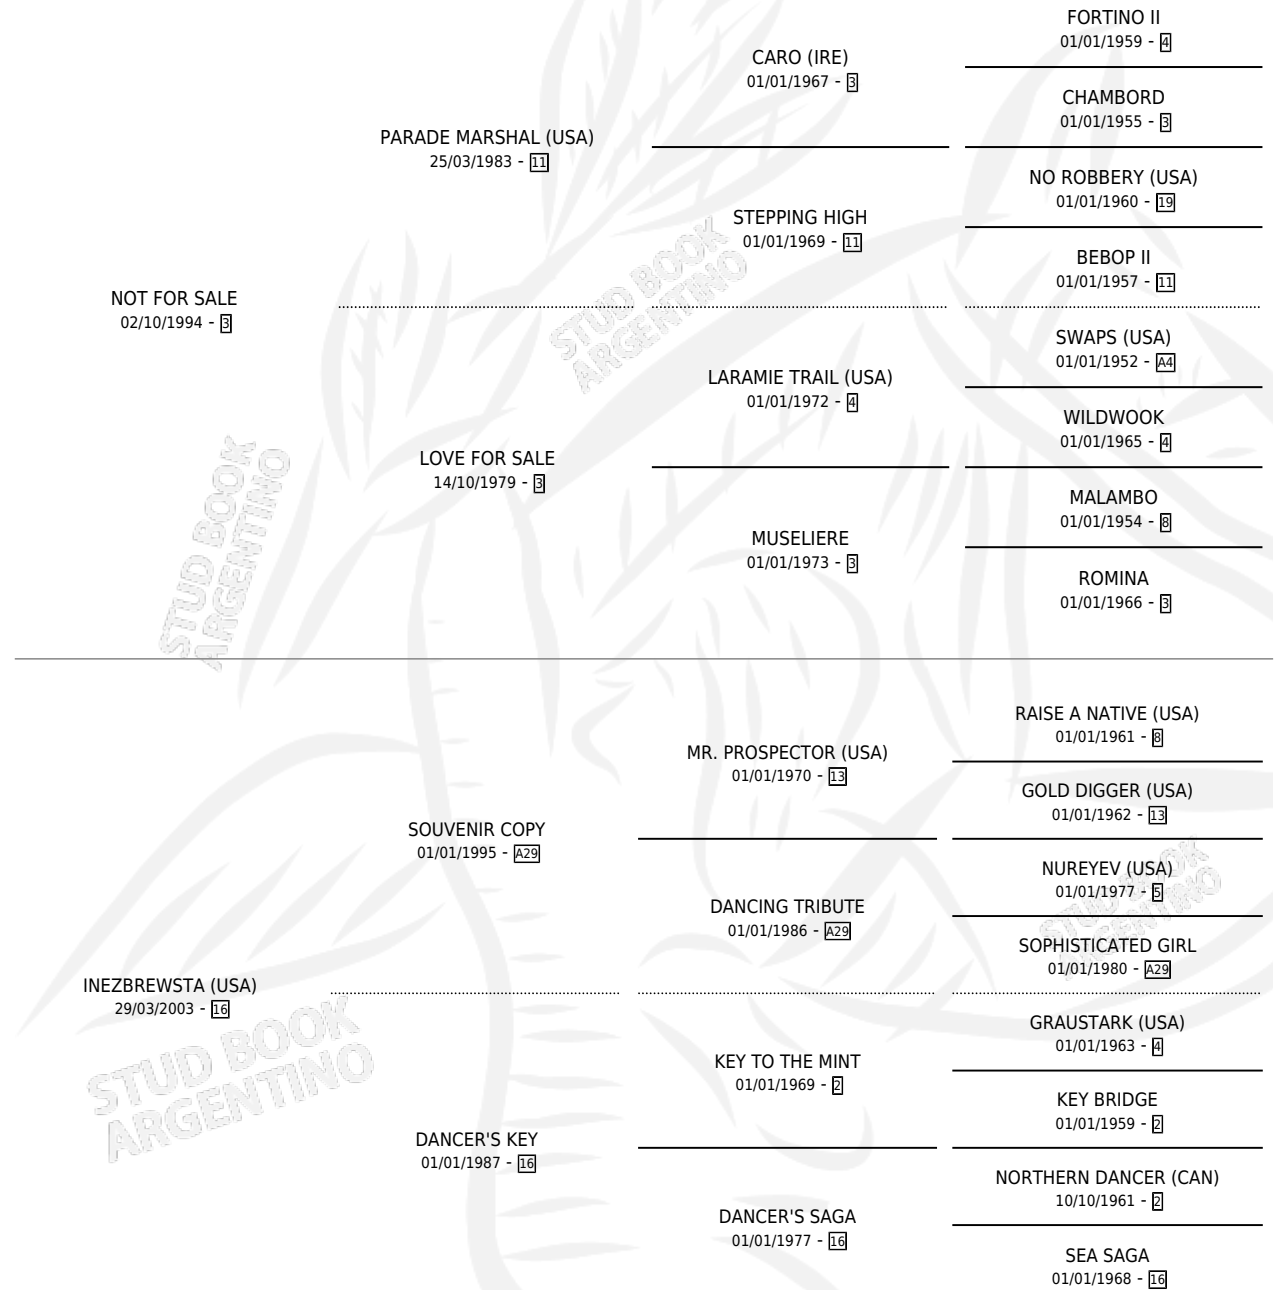 FORTINO II
01/01/1959 - 4
CARO (IRE)
01/01/1967 - 3
CHAMBORD
01/01/1955 - 3
PARADE MARSHAL (USA)
25/03/1983 - 11
NO ROBBERY (USA)
01/01/1960 - 19
STEPPING HIGH
01/01/1969 - 11
BEBOP II
01/01/1957 - 11
NOT FOR SALE
02/10/1994 - 3
SWAPS (USA)
01/01/1952 - A4
LARAMIE TRAIL (USA)
01/01/1972 - 4
WILDWOOK
01/01/1965 - 4
LOVE FOR SALE
14/10/1979 - 3
MALAMBO
01/01/1954 - 8
MUSELIERE
01/01/1973 - 3
ROMINA
01/01/1966 - 3
STUD BOOK
ARGENTINO
STUD BOOK
ARGENTINO
RAISE A NATIVE (USA)
01/01/1961 - 8
MR. PROSPECTOR (USA)
01/01/1970 - 13
GOLD DIGGER (USA)
01/01/1962 - 13
SOUVENIR COPY
01/01/1995 - A29
NUREYEV (USA)
01/01/1977 - 5
DANCING TRIBUTE
01/01/1986 - A29
SOPHISTICATED GIRL
01/01/1980 - A29
STUD BOOK
ARGENTINO
INEZBREWSTA (USA)
29/03/2003 - 16
GRAUSTARK (USA)
01/01/1963 - 4
KEY TO THE MINT
01/01/1969 - 2
KEY BRIDGE
01/01/1959 - 2
DANCER'S KEY
01/01/1987 - 16
NORTHERN DANCER (CAN)
10/10/1961 - 2
DANCER'S SAGA
01/01/1977 - 16
SEA SAGA
01/01/1968 - 16
STUD BOOK
ARGENTINO